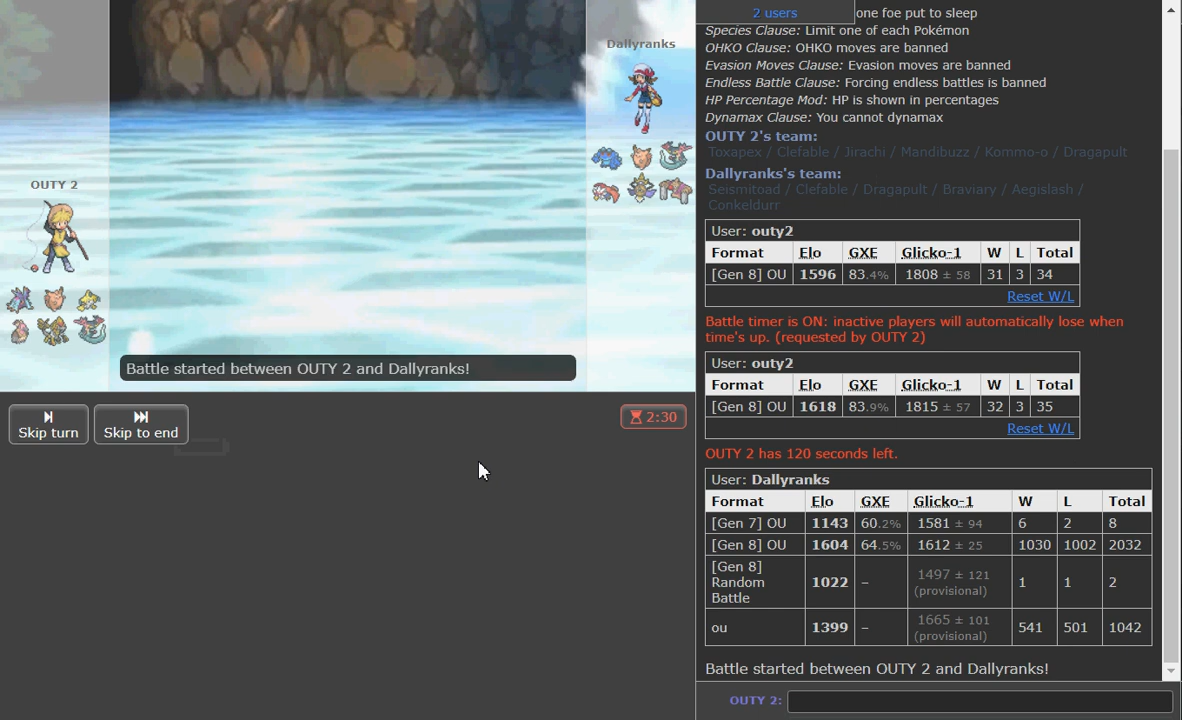 Dallyranks
OUTY 2
Battle started between OUTY 2 and Dallyranks!
Skip turn
Skip to end
2:30
2 users
one foe put to sleep
Species Clause: Limit one of each Pokémon
OHKO Clause: OHKO moves are banned
Evasion Moves Clause: Evasion moves are banned
Endless Battle Clause: Forcing endless battles is banned
HP Percentage Mod: HP is shown in percentages
Dynamax Clause: You cannot dynamax
OUTY 2's team:
Toxapex / Clefable / Jirachi / Mandibuzz / Kommo-o / Dragapult
Dallyranks's team:
Seismitoad / Clefable / Dragapult / Braviary / Aegislash /
Conkeldurr
User: outy2
Format Elo GXE Glicko-1 W L Total
[Gen 8] OU 1596 83.4% 1808 ± 58 31 3 34
Reset W/L
Battle timer is ON: inactive players will automatically lose when
time's up. (requested by OUTY 2)
User: outy2
Format Elo GXE Glicko-1 W L Total
[Gen 8] OU 1618 83.9% 1815 ± 57 32 3 35
Reset W/L
OUTY 2 has 120 seconds left.
User: Dallyranks
Format Elo GXE Glicko-1 W L Total
[Gen 7] OU 1143 60.2% 1581 ± 94 6 2 8
[Gen 8] OU 1604 64.5% 1612 ± 25 1030 1002 2032
[Gen 8]
Random
Battle 1022 – 1497 ± 121
(provisional) 1 1 2
ou 1399 – 1665 ± 101
(provisional) 541 501 1042
Battle started between OUTY 2 and Dallyranks!
OUTY 2: